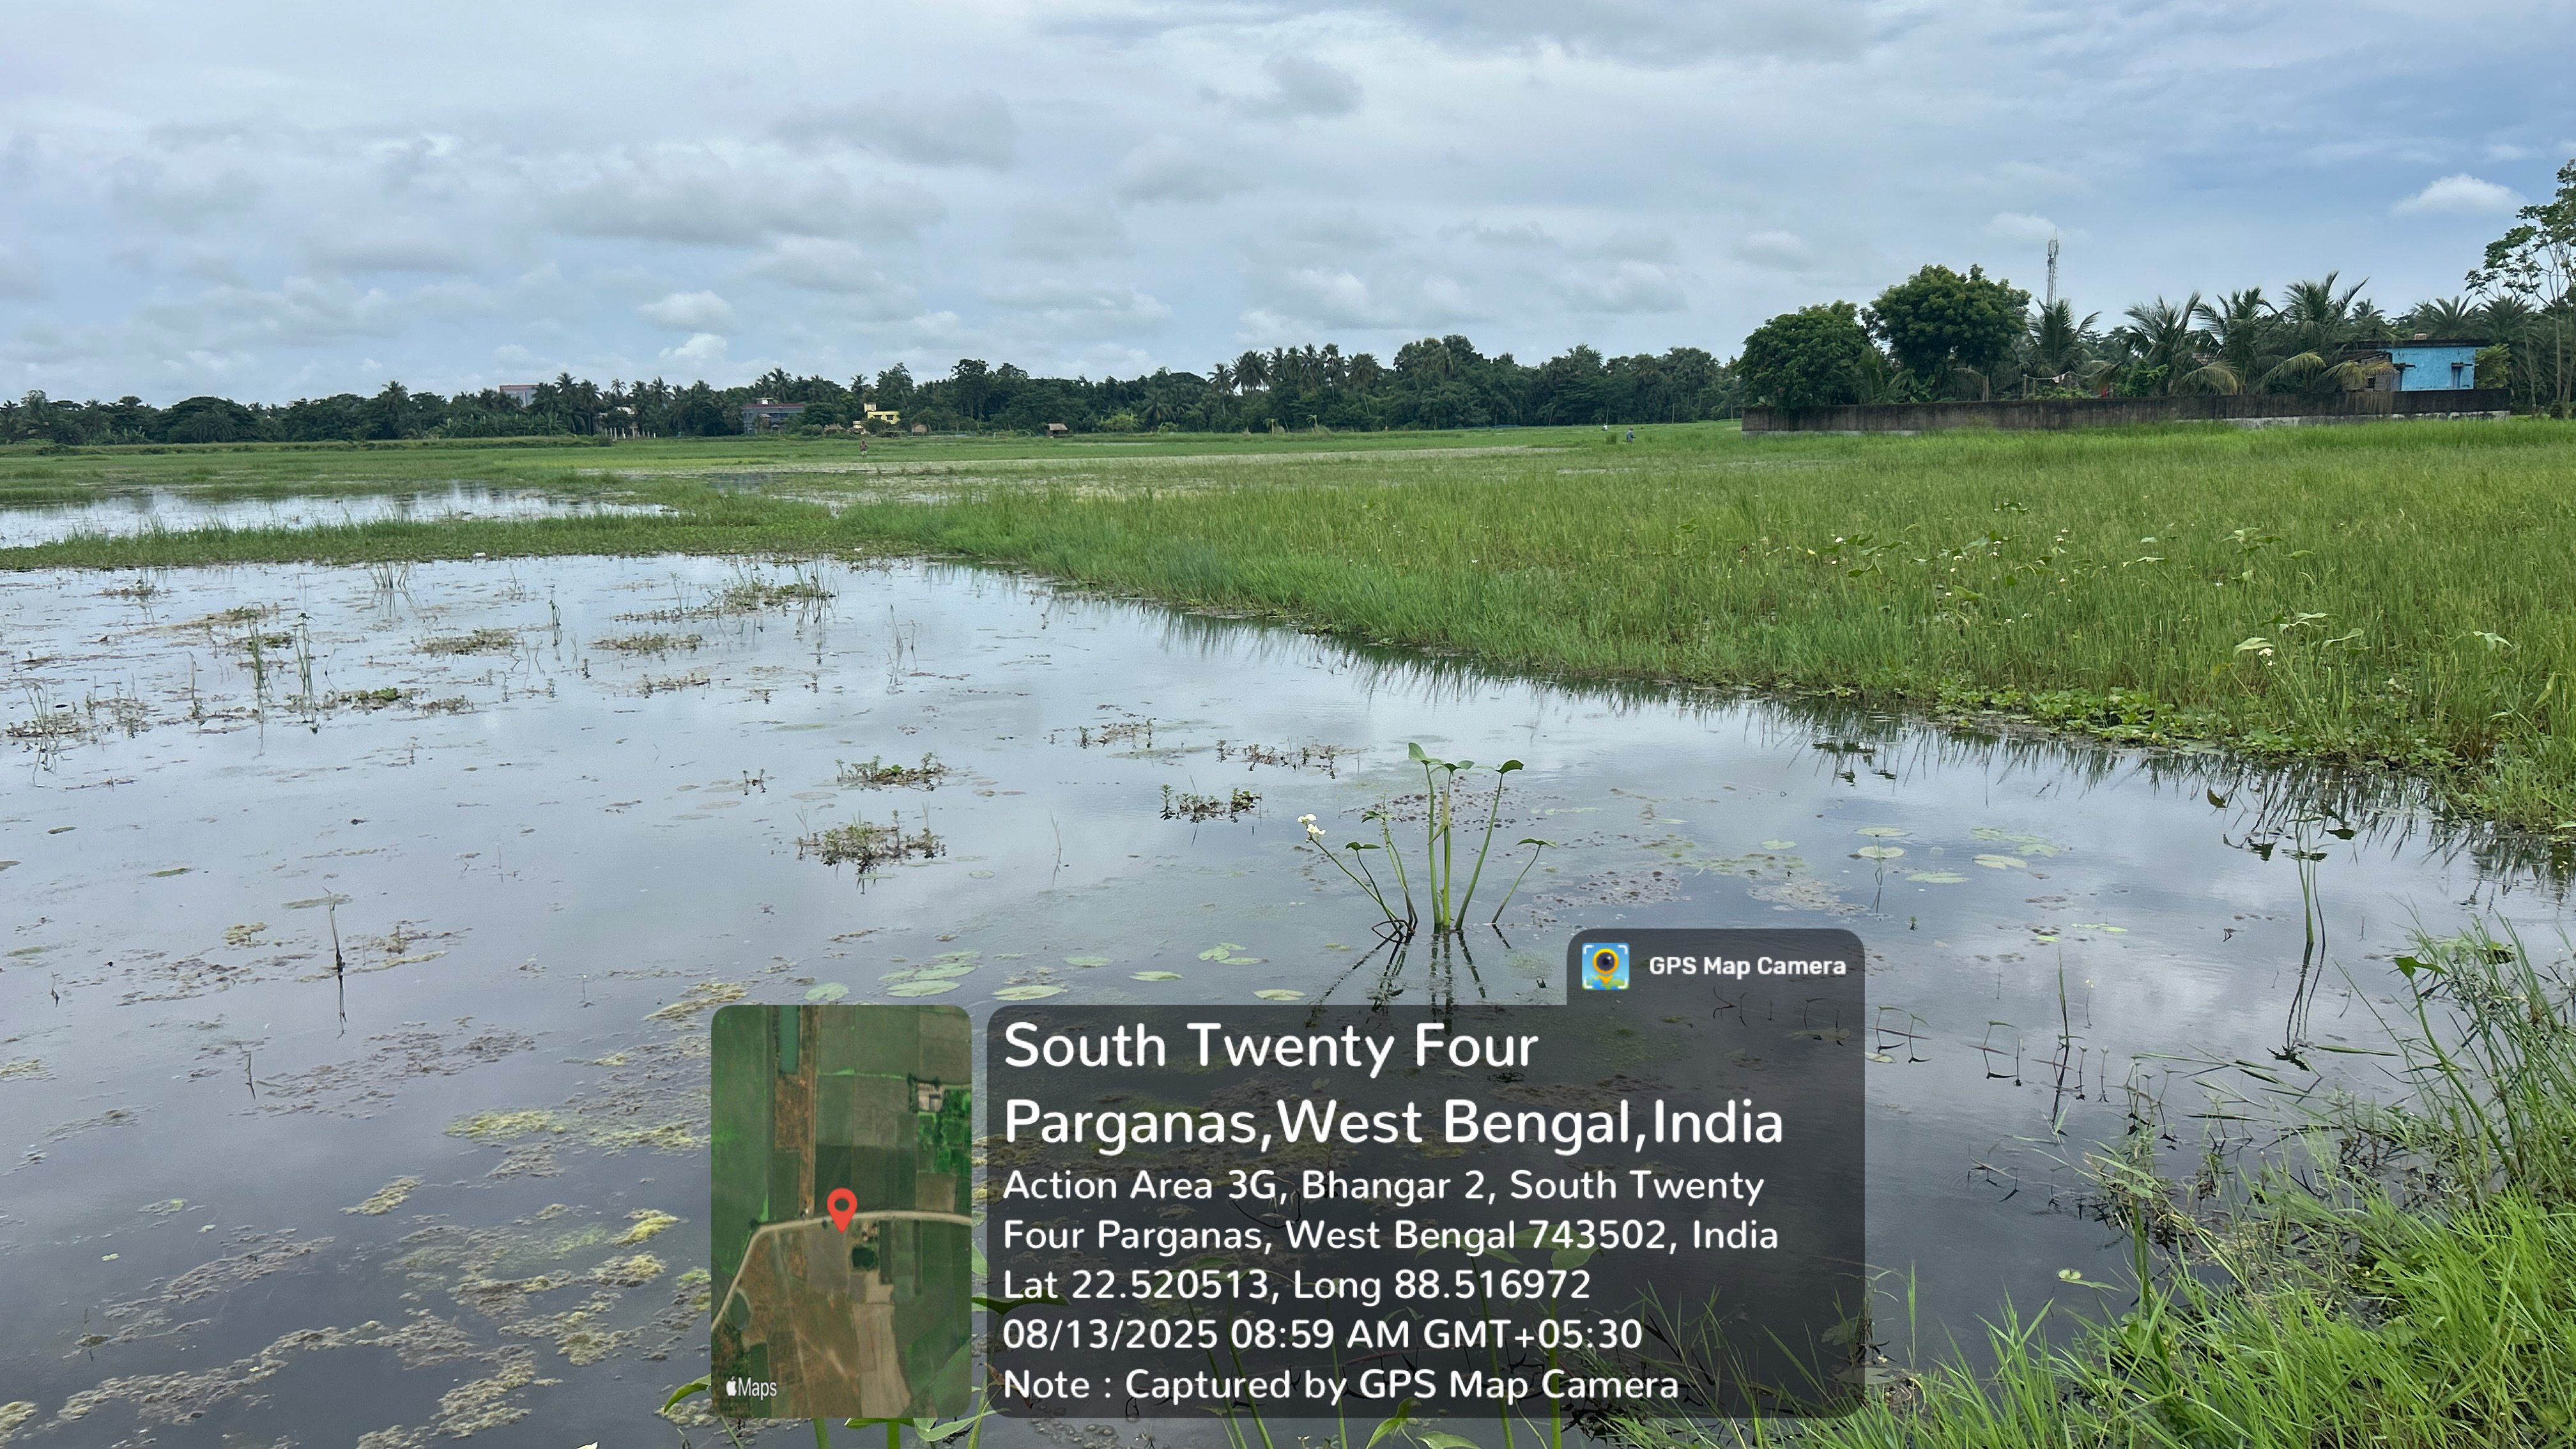 GPS Map Camera
South Twenty Four
Parganas,West Bengal,India
Action Area 3G, Bhangar 2, South Twenty
Four Parganas, West Bengal 743502, India
Lat 22.520513, Long 88.516972
08/13/2025 08:59 AM GMT+05:30
Note : Captured by GPS Map Camera
Maps